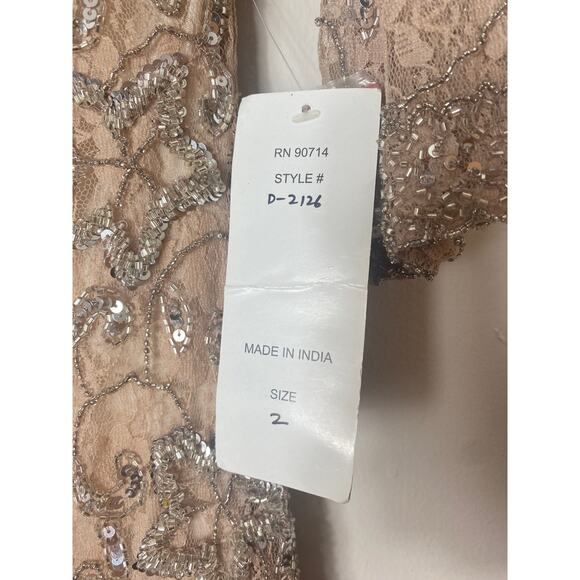 RN 90714
STYLE #
D-2126
MADE IN INDIA
SIZE
2